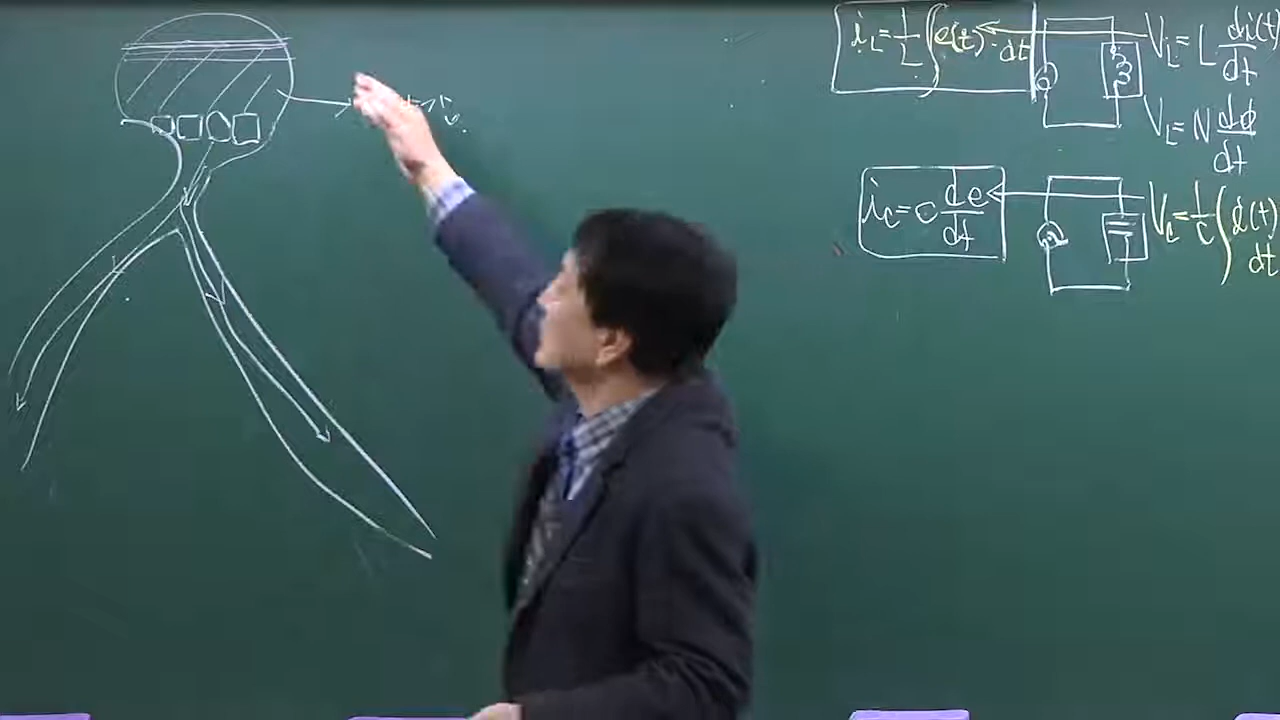 i_L = 1/L ∫ e(t) dt
V_L = L di(t)/dt
V_L = N dϕ/dt
i_C = C de/dt
V_C = 1/C ∫ i(t) dt